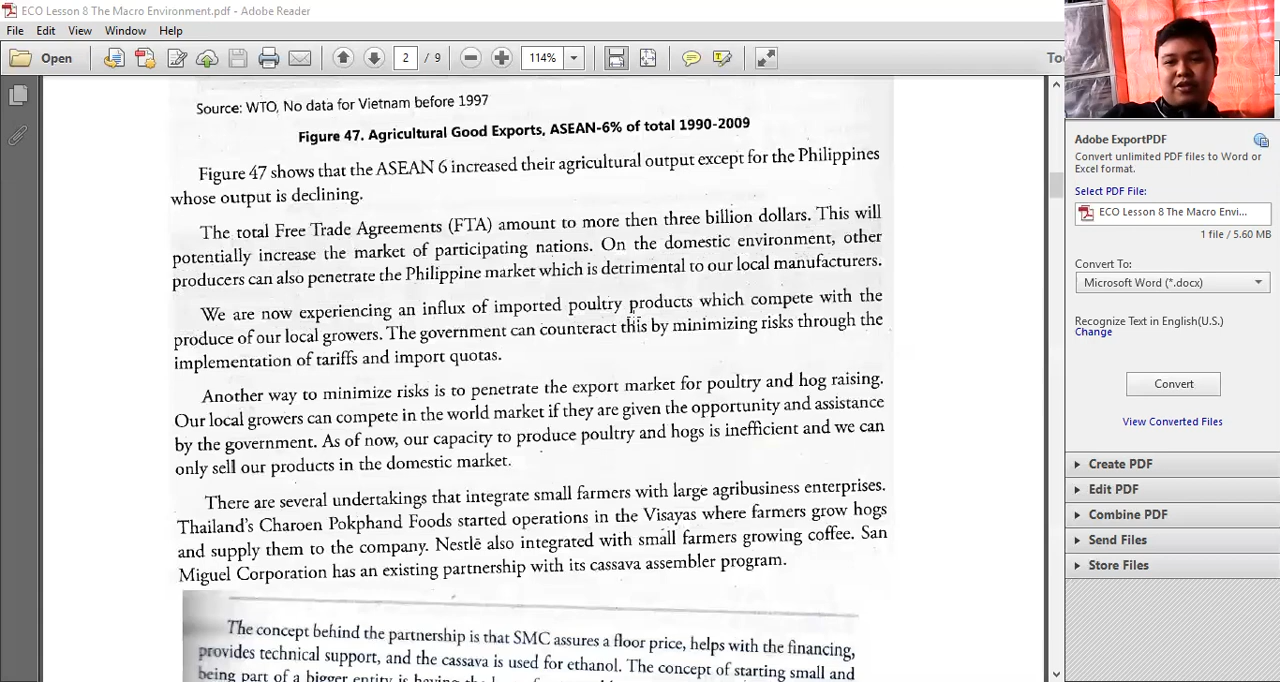 ECO Lesson 8 The Macro Environment.pdf - Adobe Reader
File Edit View Window Help
Open 2 / 9 114%
Source: WTO, No data for Vietnam before 1997
Figure 47. Agricultural Good Exports, ASEAN-6% of total 1990-2009
Figure 47 shows that the ASEAN 6 increased their agricultural output except for the Philippines
whose output is declining.
The total Free Trade Agreements (FTA) amount to more then three billion dollars. This will
potentially increase the market of participating nations. On the domestic environment, other
producers can also penetrate the Philippine market which is detrimental to our local manufacturers.
We are now experiencing an influx of imported poultry products which compete with the
produce of our local growers. The government can counteract this by minimizing risks through the
implementation of tariffs and import quotas.
Another way to minimize risks is to penetrate the export market for poultry and hog raising.
Our local growers can compete in the world market if they are given the opportunity and assistance
by the government. As of now, our capacity to produce poultry and hogs is inefficient and we can
only sell our products in the domestic market.
There are several undertakings that integrate small farmers with large agribusiness enterprises.
Thailand's Charoen Pokphand Foods started operations in the Visayas where farmers grow hogs
and supply them to the company. Nestlē also integrated with small farmers growing coffee. San
Miguel Corporation has an existing partnership with its cassava assembler program.
The concept behind the partnership is that SMC assures a floor price, helps with the financing,
provides technical support, and the cassava is used for ethanol. The concept of starting small and
being part of a bigger entity is having the
Adobe ExportPDF
Convert unlimited PDF files to Word or
Excel format.
Select PDF File:
ECO Lesson 8 The Macro Envi...
1 file / 5.60 MB
Convert To:
Microsoft Word (*.docx)
Recognize Text in English(U.S.)
Change
Convert
View Converted Files
Create PDF
Edit PDF
Combine PDF
Send Files
Store Files